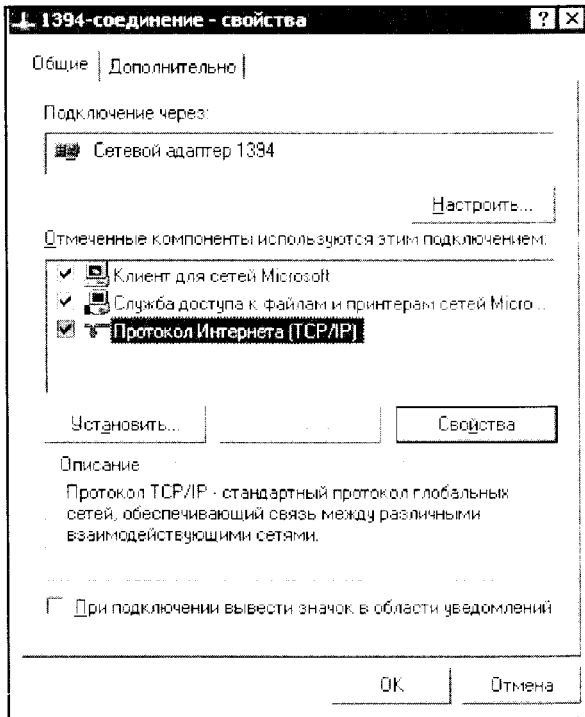 1394-соединение - свойства
Общие
Дополнительно
Подключение через:
Сетевой адаптер 1394
Настроить...
Отмеченные компоненты используются этим подключением:
Клиент для сетей Microsoft
Служба доступа к файлам и принтерам сетей Micro...
Протокол Интернета (TCP/IP)
Установить...
Свойства
Описание
Протокол TCP/IP - стандартный протокол глобальных
сетей, обеспечивающий связь между различными
взаимодействующими сетями.
При подключении вывести значок в области уведомлений
OK
Отмена